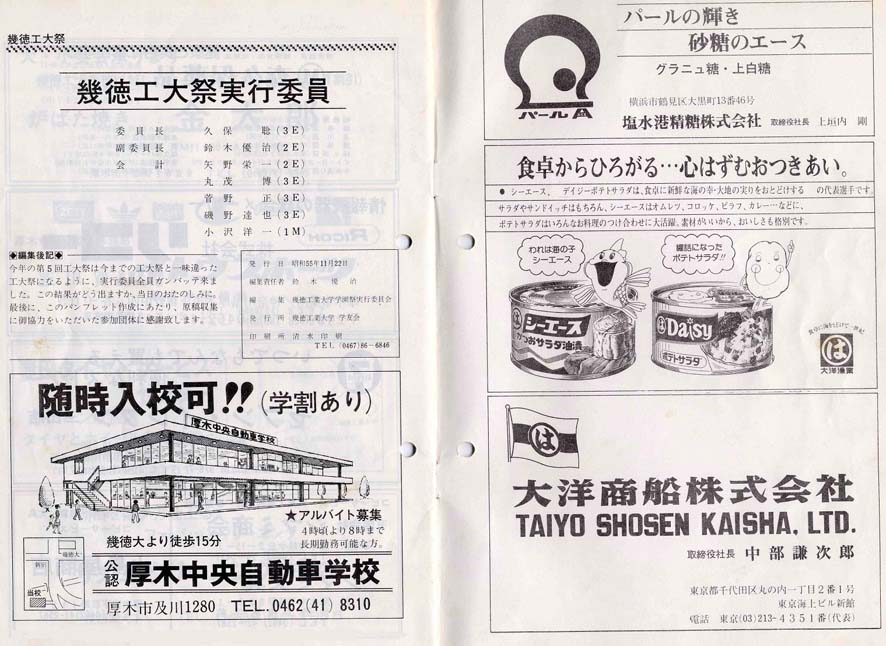 幾徳工大祭
幾徳工大祭実行委員
委員長 久保 聡(3E)
副委員長 鈴木優治(2E)
会計 矢野栄一(2E)
丸茂 博(3E)
菅野 正(3E)
磯野達也(3E)
小沢洋一(1M)
◆編集後記◆
今年の第5回工大祭は今までの工大祭と一味違った
工大祭になるように、実行委員全員ガンバッテ来ま
した。この結果がどう出ますか、当日のおたのしみに。
最後に、このパンフレット作成にあたり、原稿収集
に御協力をいただいた参加団体に感謝致します。
発行日 昭和55年11月22日
編集責任者 鈴木優治
編集 幾徳工業大学学園祭実行委員会
発行所 幾徳工業大学 学友会
印刷所 清水印刷
TEL(0467)86-6846
随時入校可!!(学割あり)
厚木中央自動車学校
★アルバイト募集
4時頃より8時まで
長期勤務可能な方。
幾徳大より徒歩15分
幾徳大
当校
公認 厚木中央自動車学校
厚木市及川1280 TEL.0462(41)8310
パールの輝き
砂糖のエース
グラニュ糖・上白糖
パール
横浜市鶴見区大黒町13番46号
塩水港精糖株式会社 取締役社長 上垣内 剛
食卓からひろがる…心はずむおつきあい。
●シーエース、デイジーポテトサラダは、食卓に新鮮な海の幸・大地の実りをおとどけする の代表選手です。
サラダやサンドイッチはもちろん、シーエースはオムレツ、コロッケ、ピラフ、カレー…などに、
ポテトサラダはいろんなお料理のつけ合わせに大活躍。素材がいいから、おいしさも格別です。
われは海の子
シーエース
缶詰になった
ポテトサラダ!!
は シーエース
かつおサラダ油漬
は Daisy
ポテトサラダ
は
大洋漁業
は
大洋商船株式会社
TAIYO SHOSEN KAISHA, LTD.
取締役社長 中部謙次郎
東京都千代田区丸の内一丁目2番1号
東京海上ビル新館
電話 東京(03)213-4351番(代表)